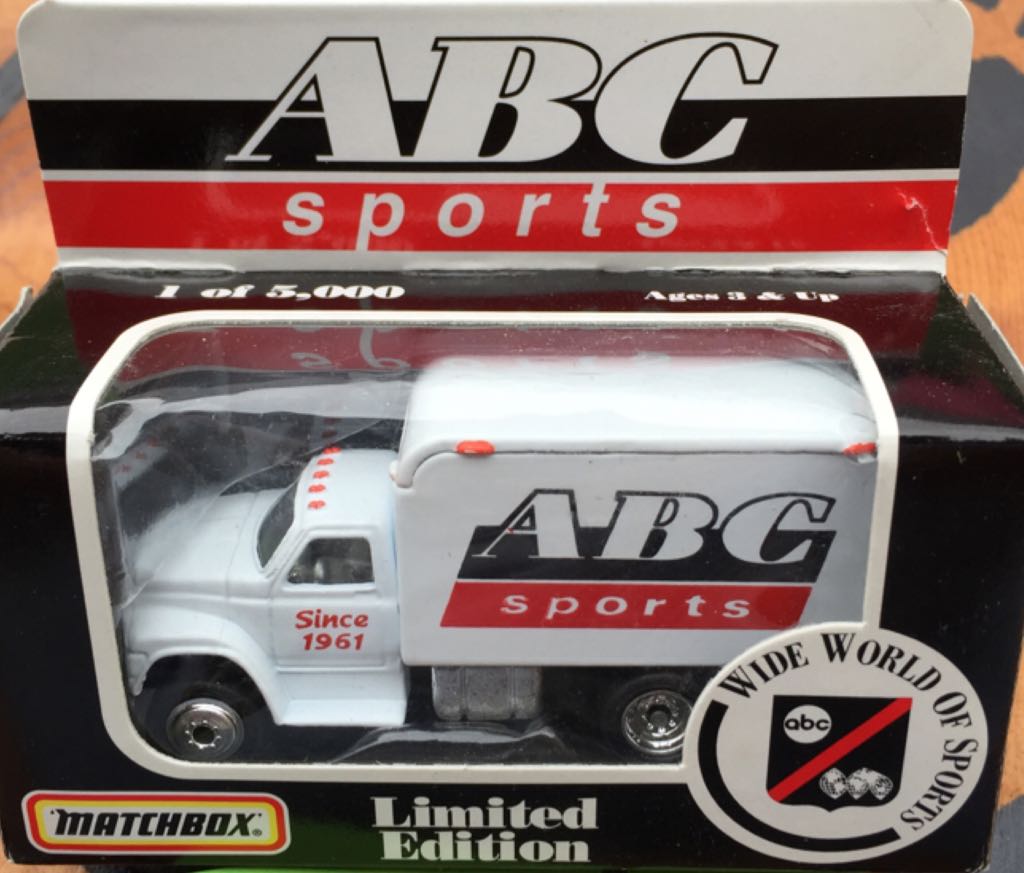 ABC
sports
1 of 5,000
Ages 3 & Up
ABC
sports
Since
1961
WIDE WORLD OF SPORTS
abc
MATCHBOX®
Limited
Edition